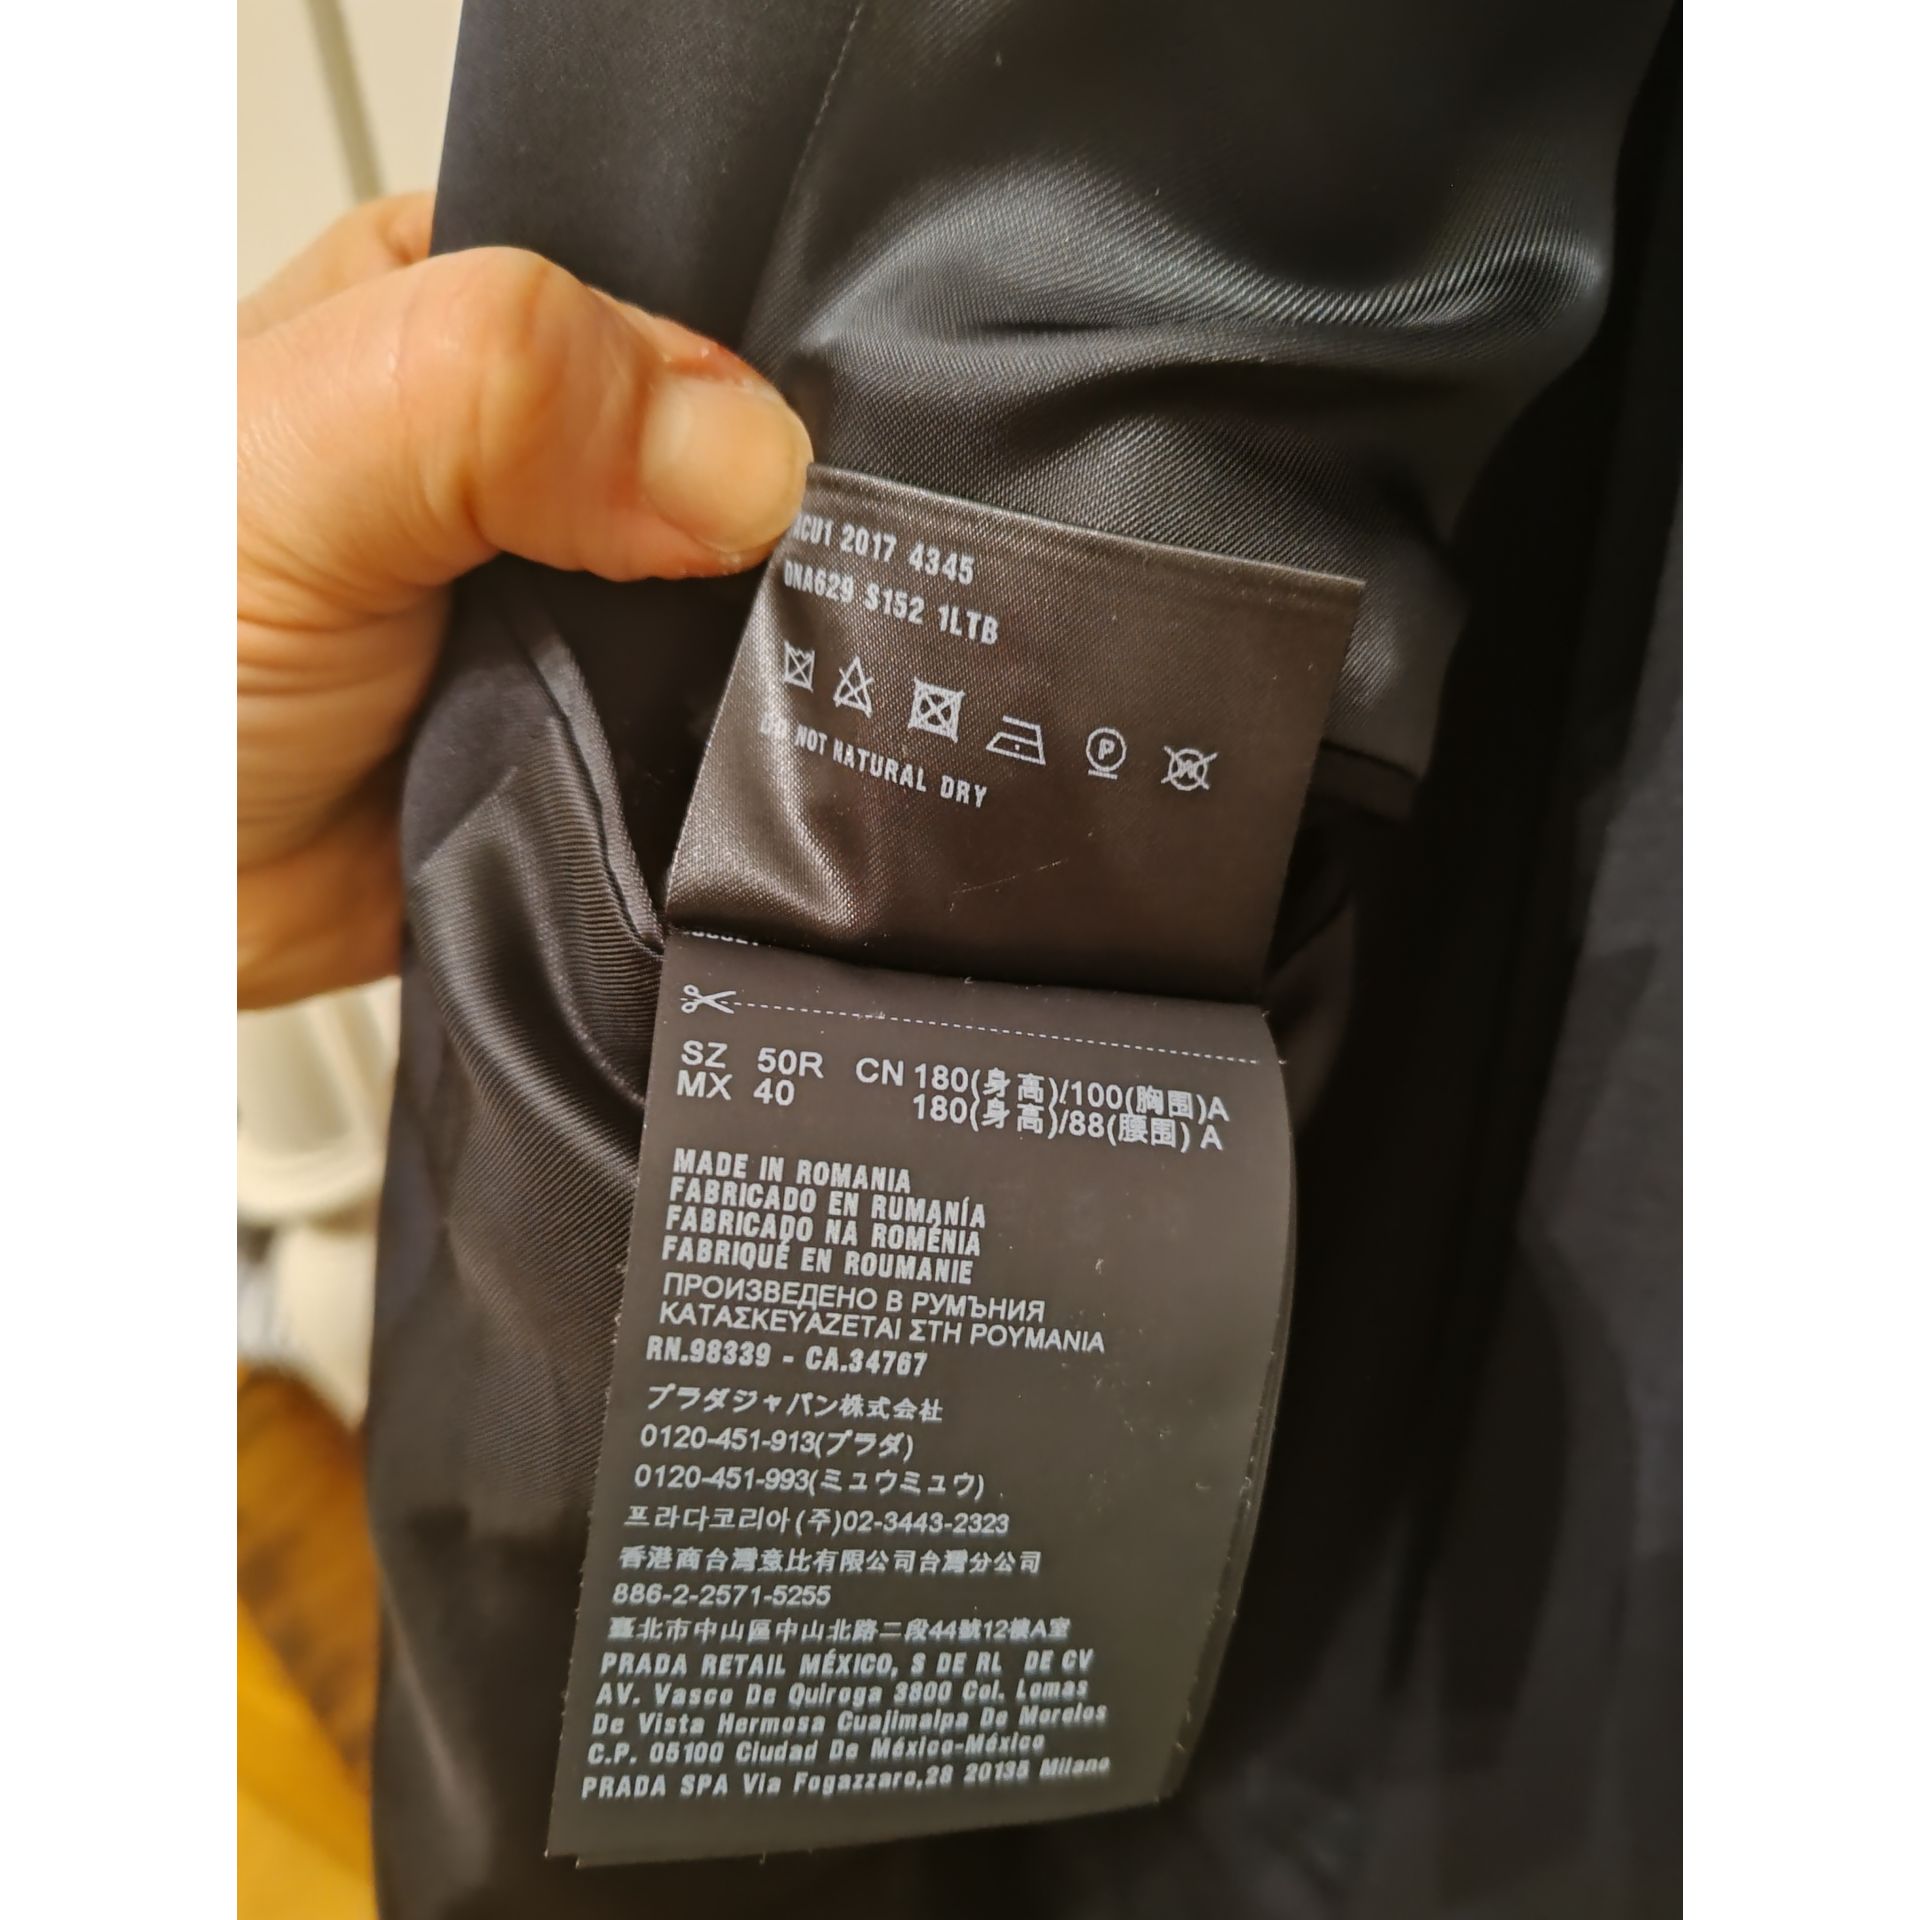 2017 4345
S152 1LTB
P
W
NOT NATURAL DRY
SZ 50R CN 180(身高)/100(胸围)A
MX 40 180(身高)/88(腰围) A
MADE IN ROMANIA
FABRICADO EN RUMANÍA
FABRICADO NA ROMÉNIA
FABRIQUÉ EN ROUMANIE
ПРОИЗВЕДЕНО В РУМЪНИЯ
ΚΑΤΑΣΚΕΥΑΖΕΤΑΙ ΣΤΗ ΡΟΥΜΑΝΙΑ
RN.98339 - CA.34767
プラダジャパン株式会社
0120-451-913(プラダ)
0120-451-993(ミュウミュウ)
프라다코리아(주)02-3443-2323
香港商台灣意比有限公司台灣分公司
886-2-2571-5255
臺北市中山區中山北路二段44號12樓A室
PRADA RETAIL MÉXICO, S DE RL DE CV
AV. Vasco De Quiroga 3800 Col. Lomas
De Vista Hermosa Cuajimalpa De Morelos
C.P. 05100 Ciudad De México-México
PRADA SPA Via Fogazzaro,28 20135 Milano